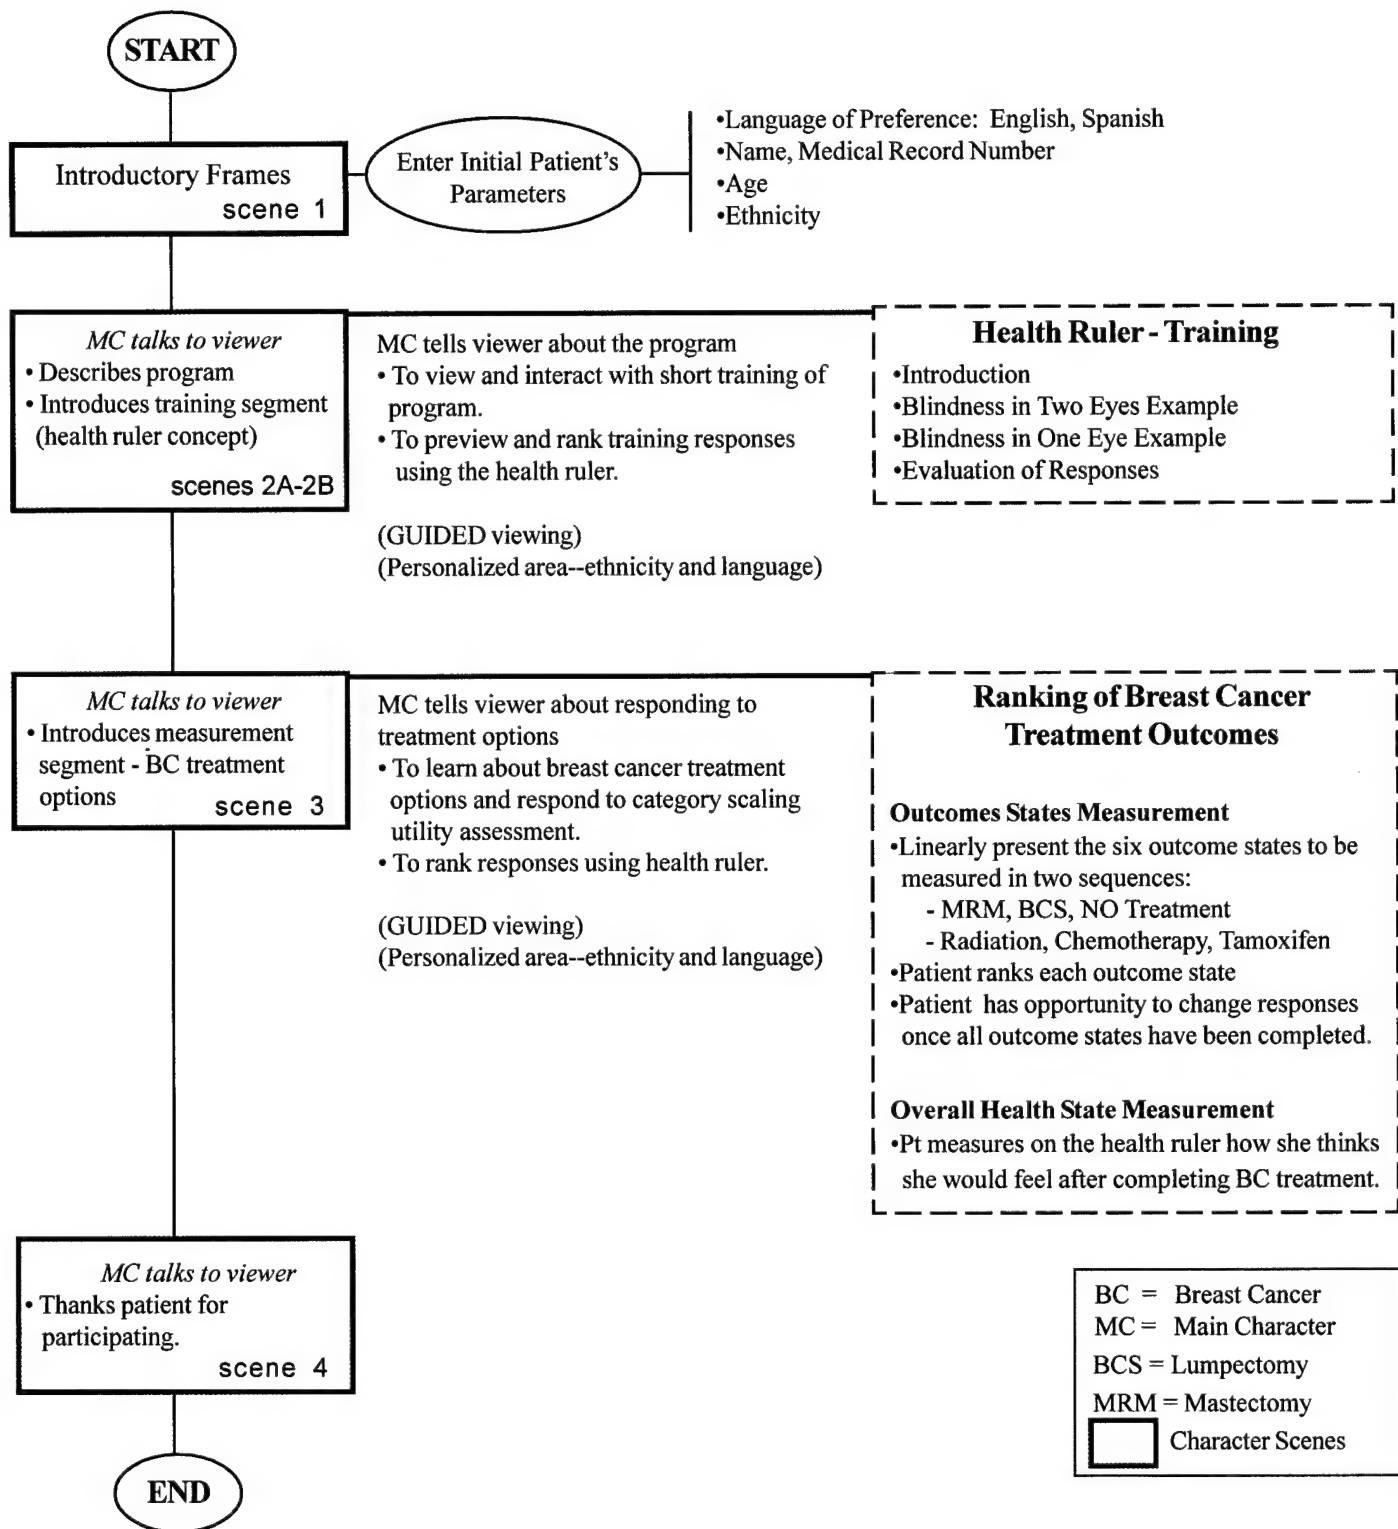 START
Introductory Frames
scene 1
Enter Initial Patient's
Parameters
•Language of Preference: English, Spanish
•Name, Medical Record Number
•Age
•Ethnicity
MC talks to viewer
• Describes program
• Introduces training segment
(health ruler concept)
scenes 2A-2B
MC tells viewer about the program
• To view and interact with short training of
program.
• To preview and rank training responses
using the health ruler.
(GUIDED viewing)
(Personalized area--ethnicity and language)
Health Ruler - Training
•Introduction
•Blindness in Two Eyes Example
•Blindness in One Eye Example
•Evaluation of Responses
MC talks to viewer
• Introduces measurement
segment - BC treatment
options
scene 3
MC tells viewer about responding to
treatment options
• To learn about breast cancer treatment
options and respond to category scaling
utility assessment.
• To rank responses using health ruler.
(GUIDED viewing)
(Personalized area--ethnicity and language)
Ranking of Breast Cancer
Treatment Outcomes
Outcomes States Measurement
•Linearly present the six outcome states to be
measured in two sequences:
- MRM, BCS, NO Treatment
- Radiation, Chemotherapy, Tamoxifen
•Patient ranks each outcome state
•Patient has opportunity to change responses
once all outcome states have been completed.
Overall Health State Measurement
•Pt measures on the health ruler how she thinks
she would feel after completing BC treatment.
MC talks to viewer
• Thanks patient for
participating.
scene 4
END
BC = Breast Cancer
MC = Main Character
BCS = Lumpectomy
MRM = Mastectomy
Character Scenes